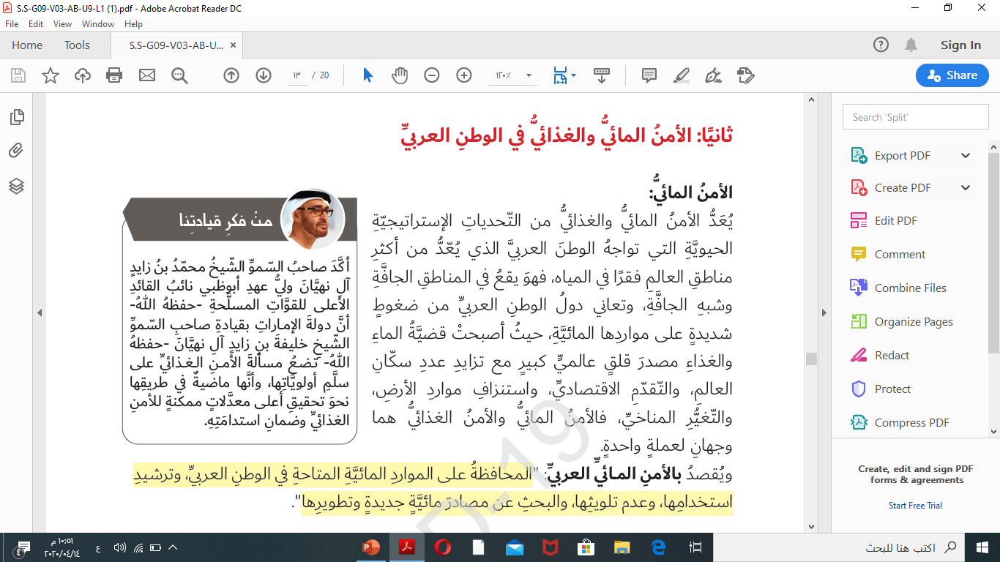 S.S-G09-V03-AB-U9-L1 (1).pdf - Adobe Acrobat Reader DC
File Edit View Window Help
Home Tools S.S-G09-V03-AB-U... × Sign In
١٣ / 20 ١٢٠٪ Share
ثانيًا: الأمنُ المائيُّ والغذائيُّ في الوطنِ العربيِّ
الأمنُ المائيُّ:
يُعَدُّ الأمنُ المائيُّ والغذائيُّ من التّحدياتِ الإستراتيجيّةِ
الحيويَّةِ التي تواجهُ الوطنَ العربيَّ الذي يُعّدُّ من أكثرِ
مناطقِ العالمِ فقرًا في المياه، فهوَ يقعُ في المناطقِ الجافَّةِ
وشبهِ الجافَّةِ، وتعاني دولُ الوطنِ العربيِّ من ضغوطٍ
شديدةٍ على مواردِها المائيَّةِ، حيثُ أصبحتْ قضيَّةُ الماءِ
والغذاءِ مصدرَ قلقٍ عالميٍّ كبيرٍ مع تزايدِ عددِ سكّانِ
العالمِ، والتّقدّمِ الاقتصاديِّ، واستنزافِ مواردِ الأرضِ،
والتّغيُّرِ المناخيِّ، فالأمنُ المائيُّ والأمنُ الغذائيُّ هما
وجهانِ لعملةٍ واحدةٍ.
ويُقصدُ بالأمنِ المائيِّ العربيِّ: "المحافظةُ على المواردِ المائيَّةِ المتاحةِ في الوطنِ العربيِّ، وترشيدِ
استخدامِها، وعدم تلويثِها، والبحثِ عن مصادرَ مائيَّةٍ جديدةٍ وتطويرِها".
منْ فكرِ قيادتِنا
أكَّدَ صاحبُ السّموِّ الشّيخُ محمّدُ بنُ زايدٍ
آلِ نهيَّانَ وليُّ عهدِ أبوظبي نائبُ القائدِ
الأعلى للقوَّاتِ المسلَّحةِ -حفظهُ اللهُ-
أنَّ دولةَ الإماراتِ بقيادةِ صاحبِ السّموِّ
الشّيخِ خليفةَ بنِ زايدٍ آلِ نهيَّانَ -حفظهُ
اللهُ- تضعُ مسألةَ الأمنِ الغذائيِّ على
سلَّمِ أولويَّاتِها، وأنَّها ماضيةٌ في طريقِها
نحوَ تحقيقِ أعلى معدَّلاتٍ ممكنةٍ للأمنِ
الغذائيِّ وضمانِ استدامَتِهِ.
D-19
Search 'Split'
Export PDF
Create PDF
Edit PDF
Comment
Combine Files
Organize Pages
Redact
Protect
Compress PDF
Create, edit and sign PDF
forms & agreements
Start Free Trial
١٠:٥١ م
٢٠٢٠/٠٤/١٤
ع
٤
اكتب هنا للبحث